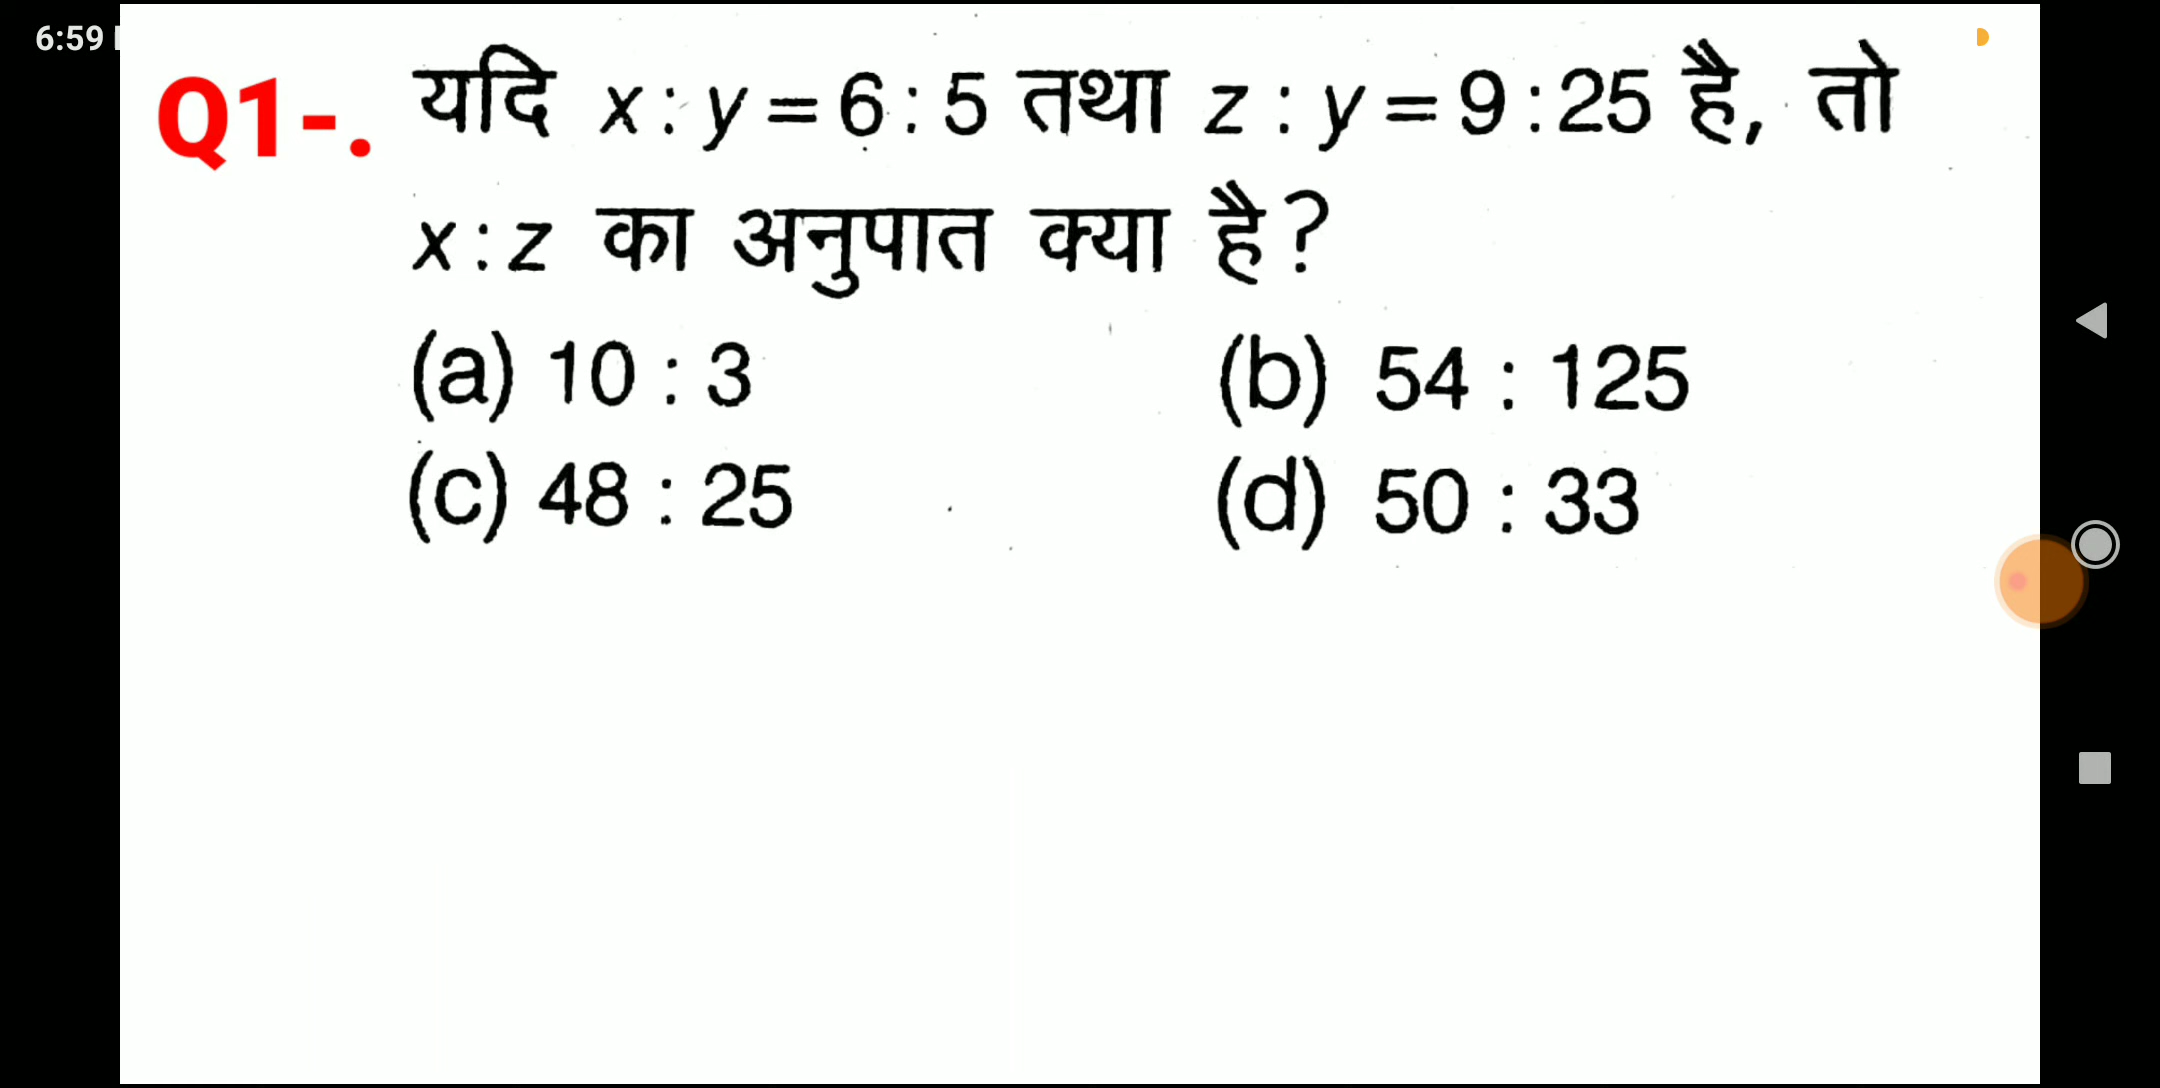 6:59
Q1-. यदि x : y = 6 : 5 तथा z : y = 9 : 25 है, तो
x : z का अनुपात क्या है?
(a) 10 : 3 (b) 54 : 125
(c) 48 : 25 (d) 50 : 33